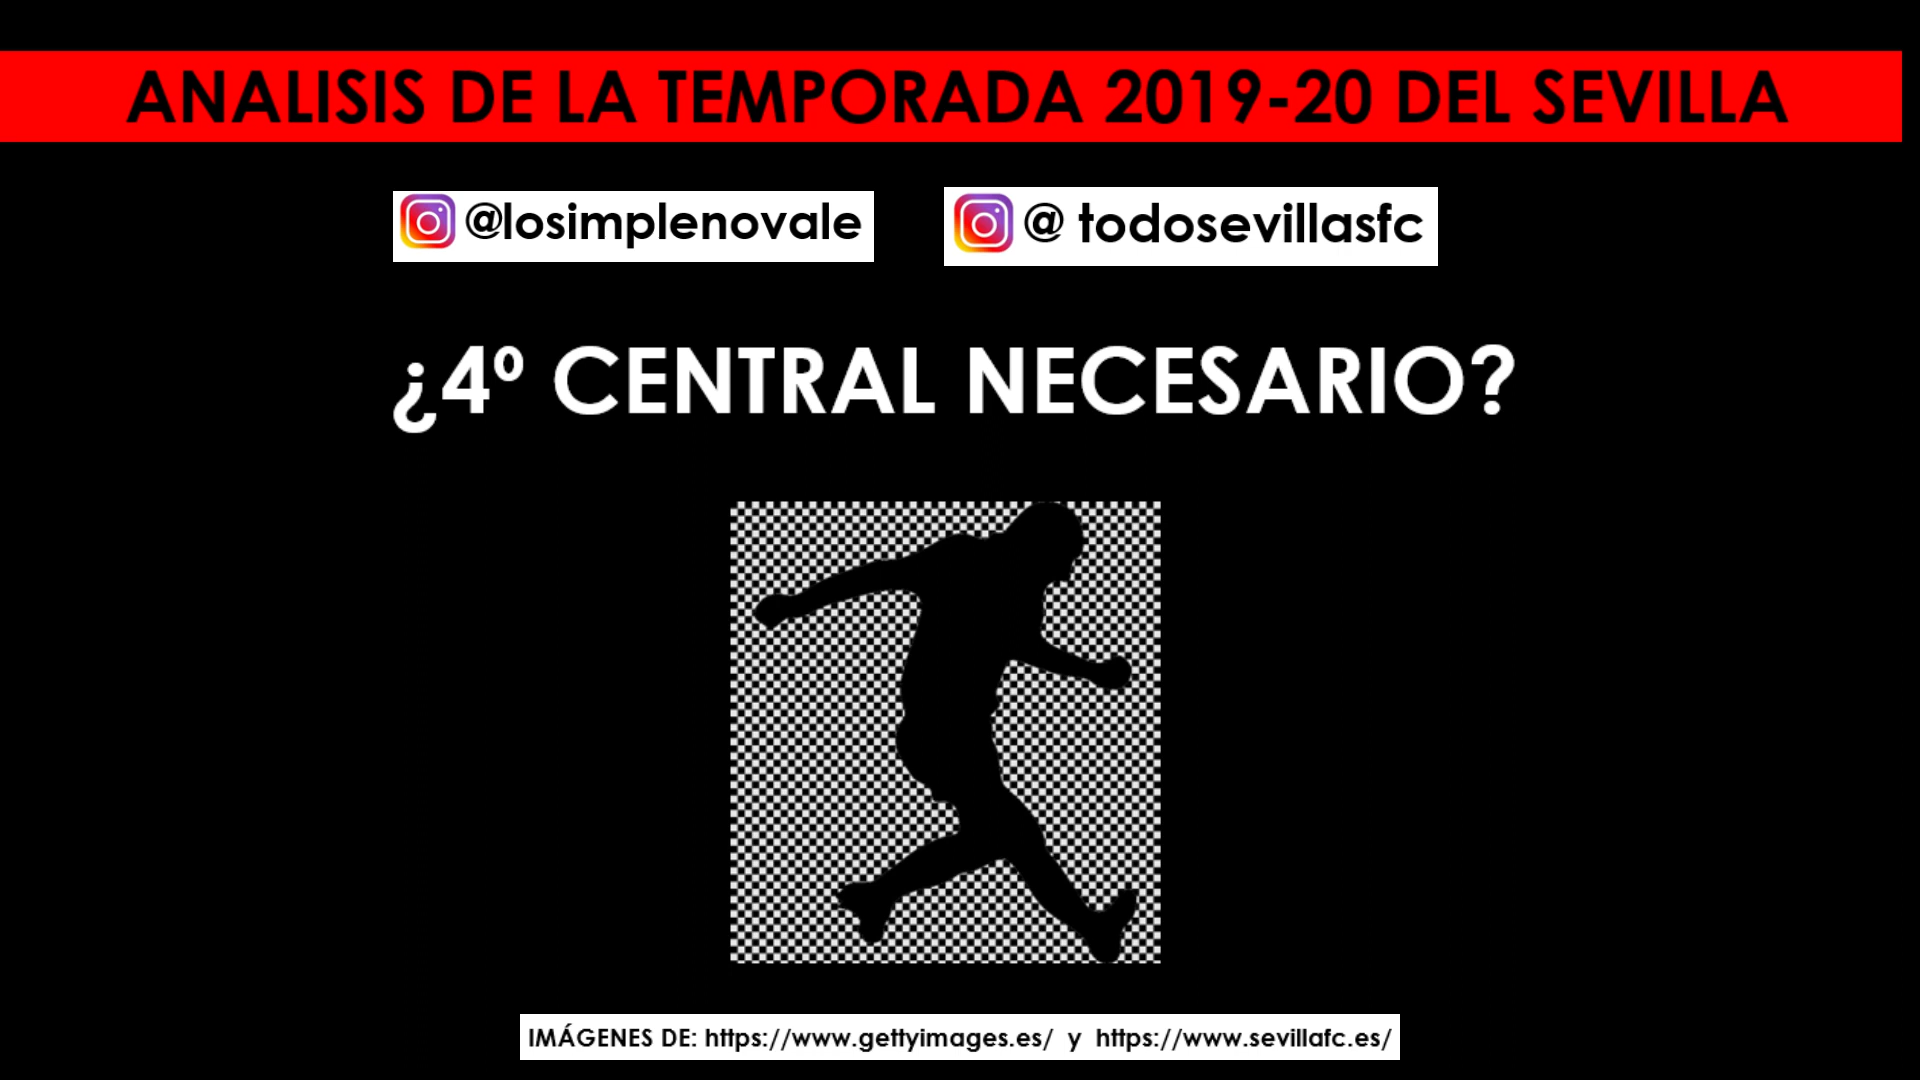 ANALISIS DE LA TEMPORADA 2019-20 DEL SEVILLA
@losimplenovale
@ todosevillasfc
¿4º CENTRAL NECESARIO?
IMÁGENES DE: https://www.gettyimages.es/ y https://www.sevillafc.es/